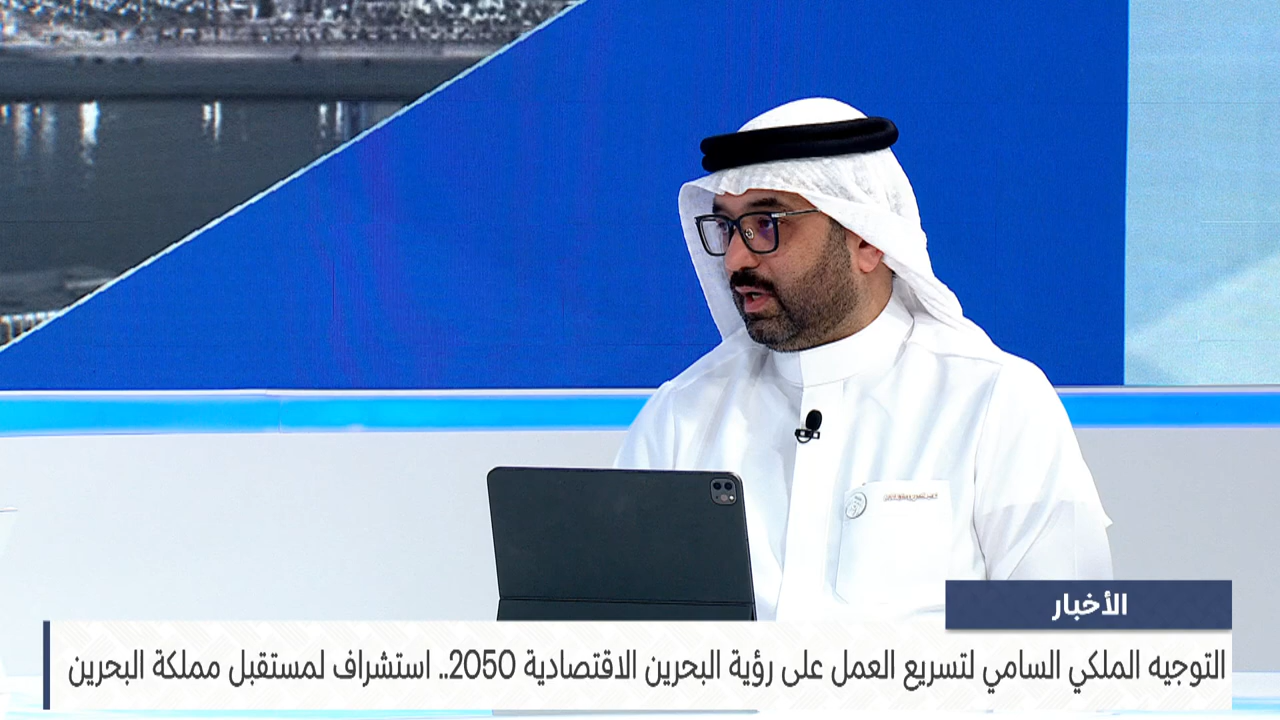 الأخبار
التوجيه الملكي السامي لتسريع العمل على رؤية البحرين الاقتصادية 2050.. استشراف لمستقبل مملكة البحرين